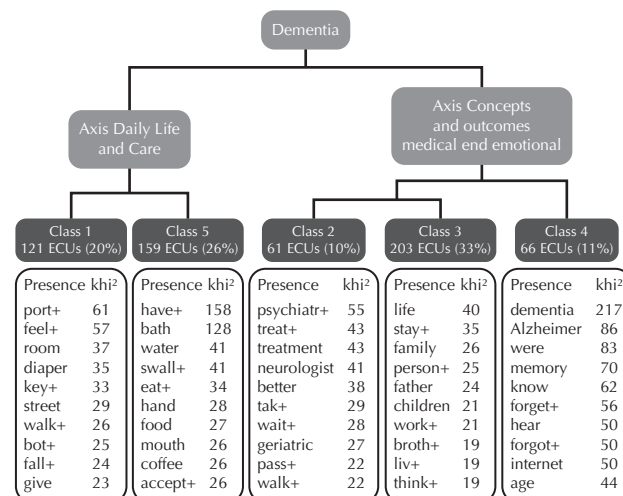 Dementia
Axis Daily Life
and Care
Axis Concepts
and outcomes
medical end emotional
Class 1
121 ECUs (20%)
Class 5
159 ECUs (26%)
Class 2
61 ECUs (10%)
Class 3
203 ECUs (33%)
Class 4
66 ECUs (11%)
Presence khi²
port+ 61
feel+ 57
room 37
diaper 35
key+ 33
street 29
walk+ 26
bot+ 25
fall+ 24
give 23
Presence khi²
have+ 158
bath 128
water 41
swall+ 41
eat+ 34
hand 28
food 27
mouth 26
coffee 26
accept+ 26
Presence khi²
psychiatr+ 55
treat+ 43
treatment 43
neurologist 41
better 38
tak+ 29
wait+ 28
geriatric 27
pass+ 22
walk+ 22
Presence khi²
life 40
stay+ 35
family 26
person+ 25
father 24
children 21
work+ 21
broth+ 19
liv+ 19
think+ 19
Presence khi²
dementia 217
Alzheimer 86
were 83
memory 70
know 62
forget+ 56
hear 50
forgot+ 50
internet 50
age 44